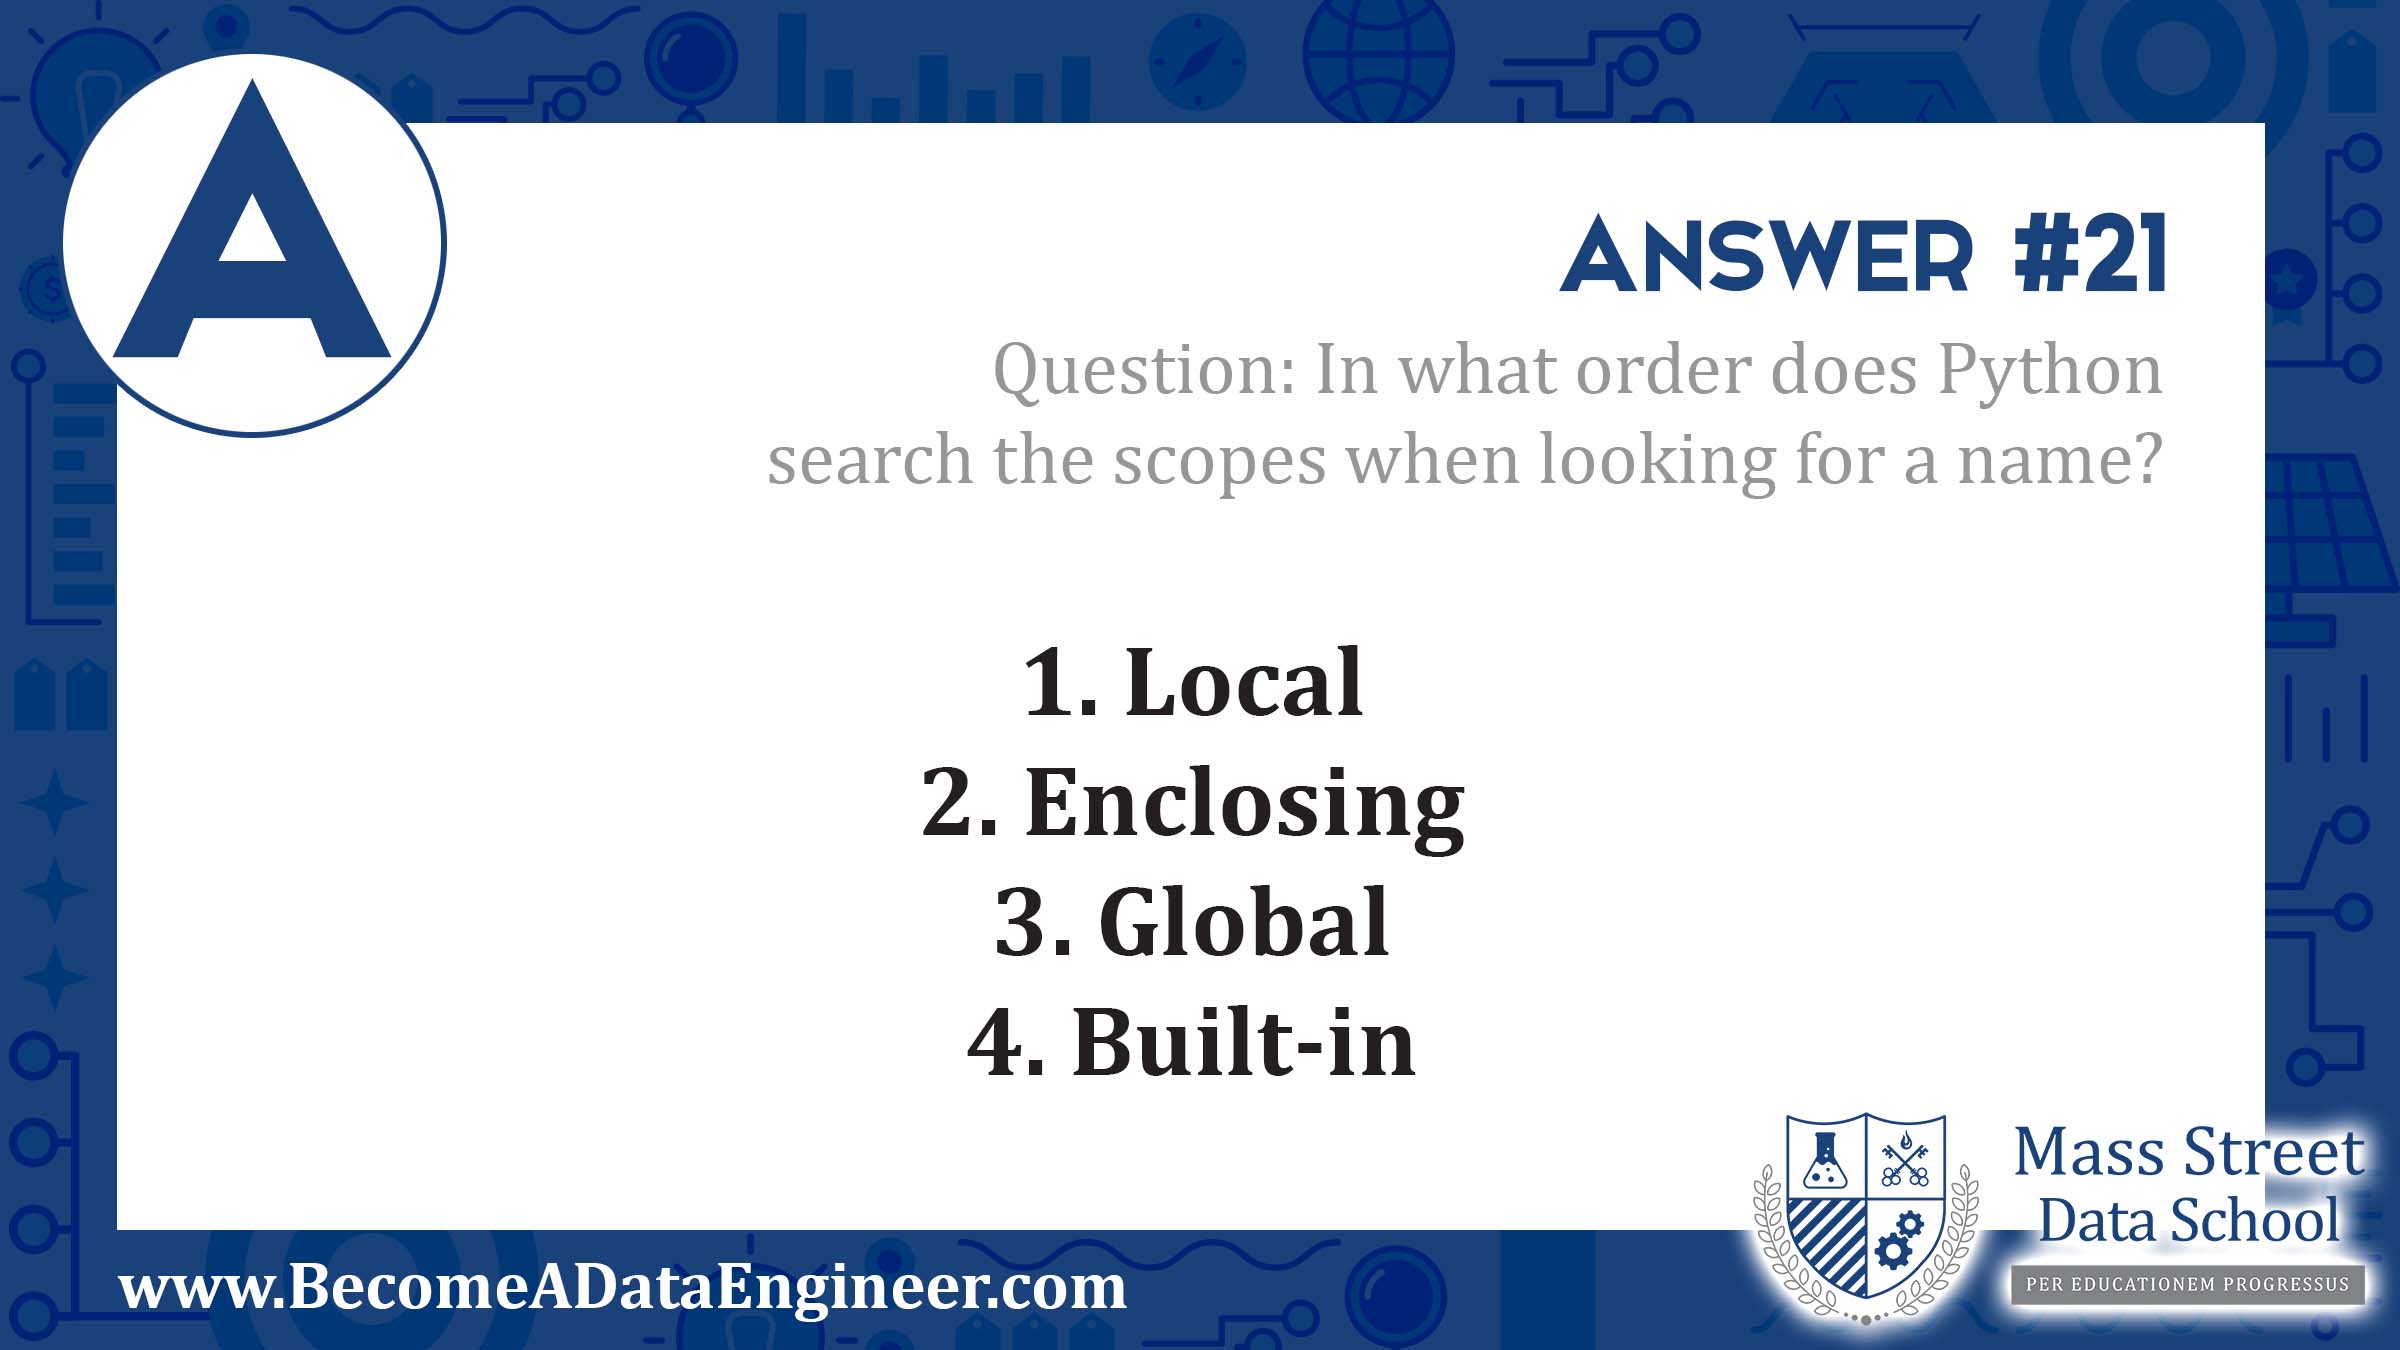 A
Answer #21
Question: In what order does Python
search the scopes when looking for a name?
1. Local
2. Enclosing
3. Global
4. Built-in
Mass Street
Data School
PER EDUCATIONEM PROGRESSUS
www.BecomeADataEngineer.com
$